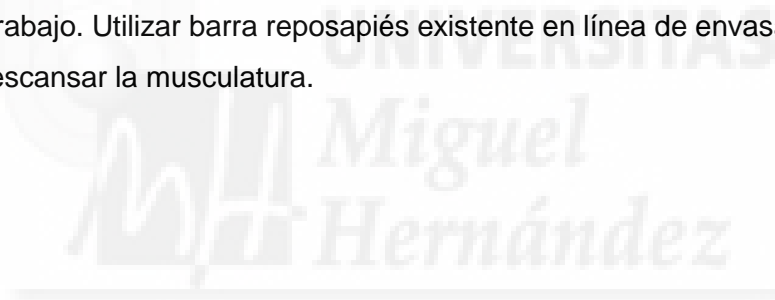 rabajo. Utilizar barra reposapiés existente en línea de envas
escansar la musculatura.
UNIVERSITAS
Miguel
Hernández